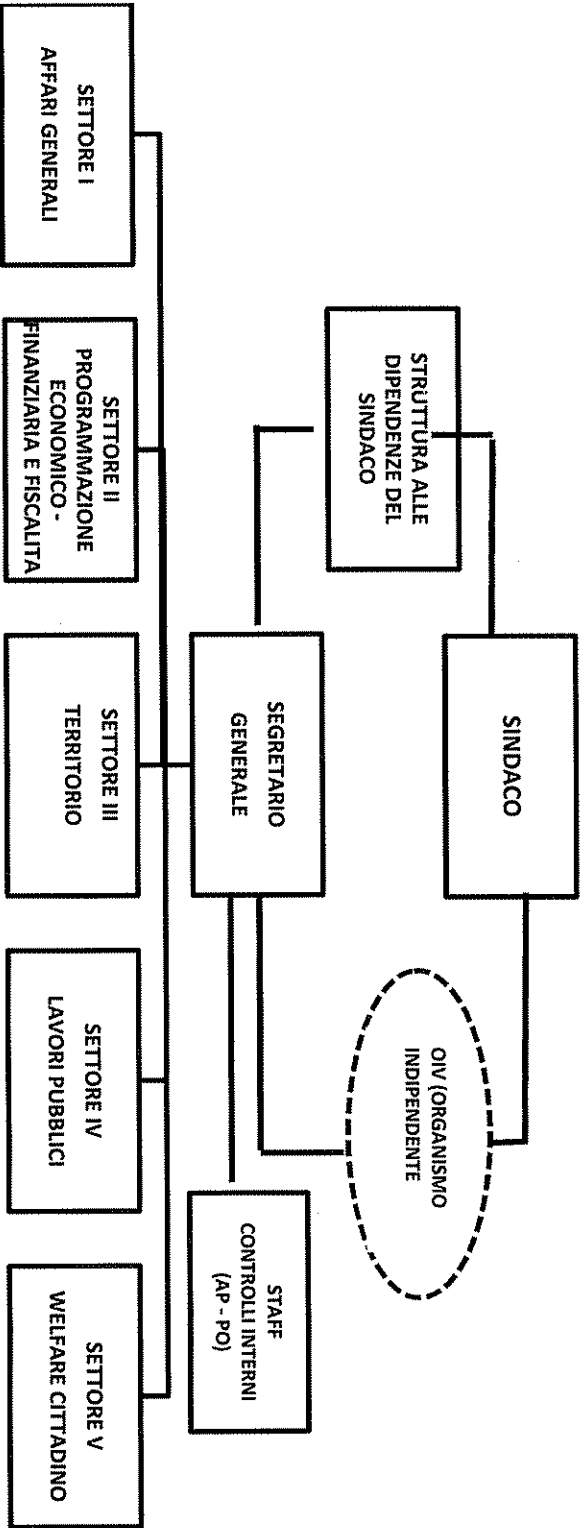 SINDACO
STRUTTURA ALLE
DIPENDENZE DEL
SINDACO
OIV (ORGANISMO
INDIPENDENTE
SEGRETARIO
GENERALE
STAFF
CONTROLLI INTERNI
(AP - PO)
SETTORE I
AFFARI GENERALI
SETTORE II
PROGRAMMAZIONE
ECONOMICO -
FINANZIARIA E FISCALITA
SETTORE III
TERRITORIO
SETTORE IV
LAVORI PUBBLICI
SETTORE V
WELFARE CITTADINO